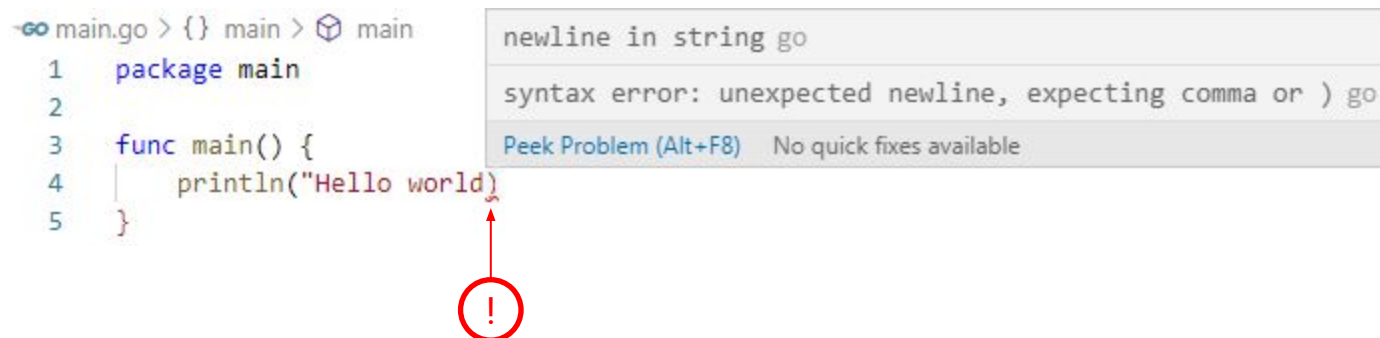 GO main.go > {} main > main
1 package main
2
3 func main() {
4 println("Hello world)
5 }
newline in string go
syntax error: unexpected newline, expecting comma or ) go
Peek Problem (Alt+F8) No quick fixes available
!